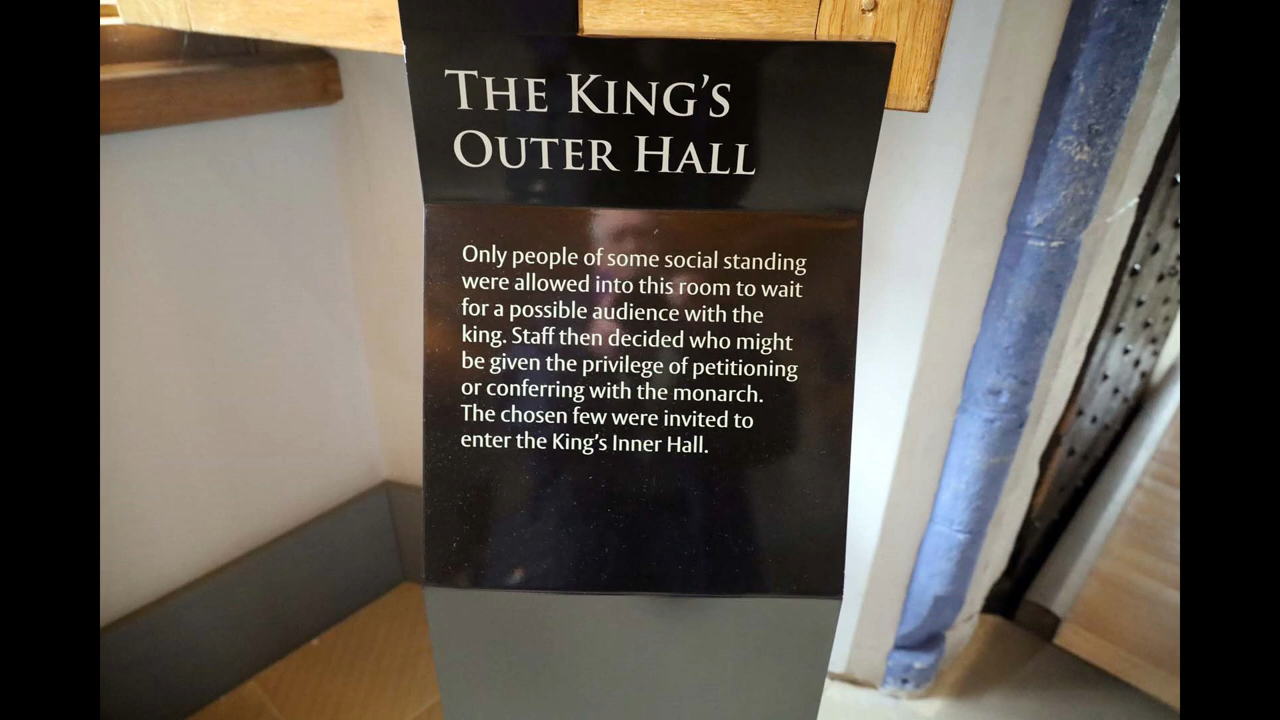 THE KING'S
OUTER HALL
Only people of some social standing
were allowed into this room to wait
for a possible audience with the
king. Staff then decided who might
be given the privilege of petitioning
or conferring with the monarch.
The chosen few were invited to
enter the King's Inner Hall.